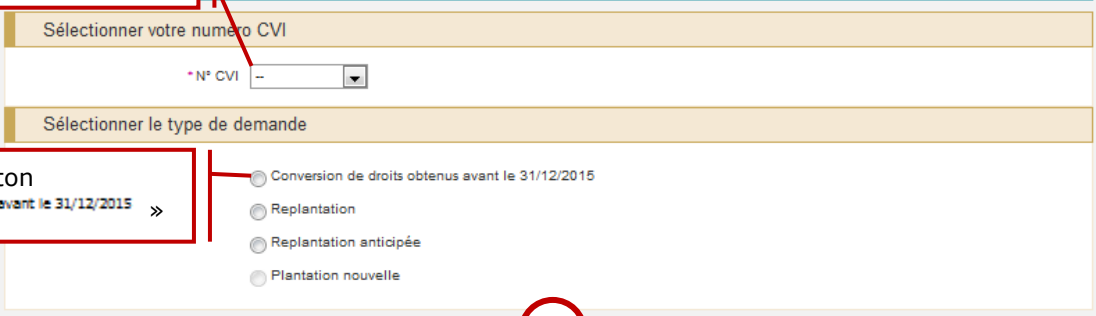 Sélectionner votre numéro CVI
* N° CVI --
Sélectionner le type de demande
ton
avant le 31/12/2015 »
Conversion de droits obtenus avant le 31/12/2015
Replantation
Replantation anticipée
Plantation nouvelle